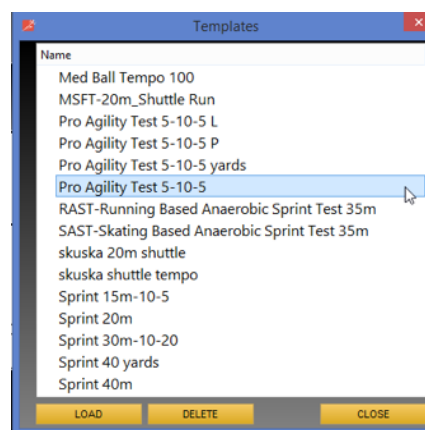 Templates
Name
Med Ball Tempo 100
MSFT-20m_Shuttle Run
Pro Agility Test 5-10-5 L
Pro Agility Test 5-10-5 P
Pro Agility Test 5-10-5 yards
Pro Agility Test 5-10-5
RAST-Running Based Anaerobic Sprint Test 35m
SAST-Skating Based Anaerobic Sprint Test 35m
skuska 20m shuttle
skuska shuttle tempo
Sprint 15m-10-5
Sprint 20m
Sprint 30m-10-20
Sprint 40 yards
Sprint 40m
LOAD DELETE CLOSE